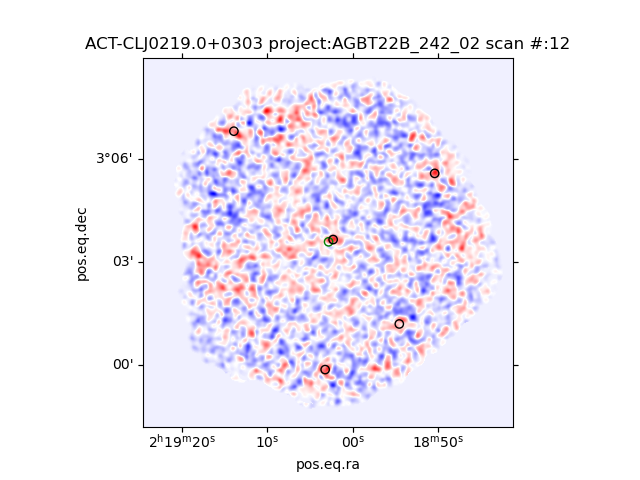 ACT-CLJ0219.0+0303 project:AGBT22B_242_02 scan #:12
pos.eq.dec
3°06'
03'
00'
2ʰ19ᵐ20ˢ
10ˢ
00ˢ
18ᵐ50ˢ
pos.eq.ra